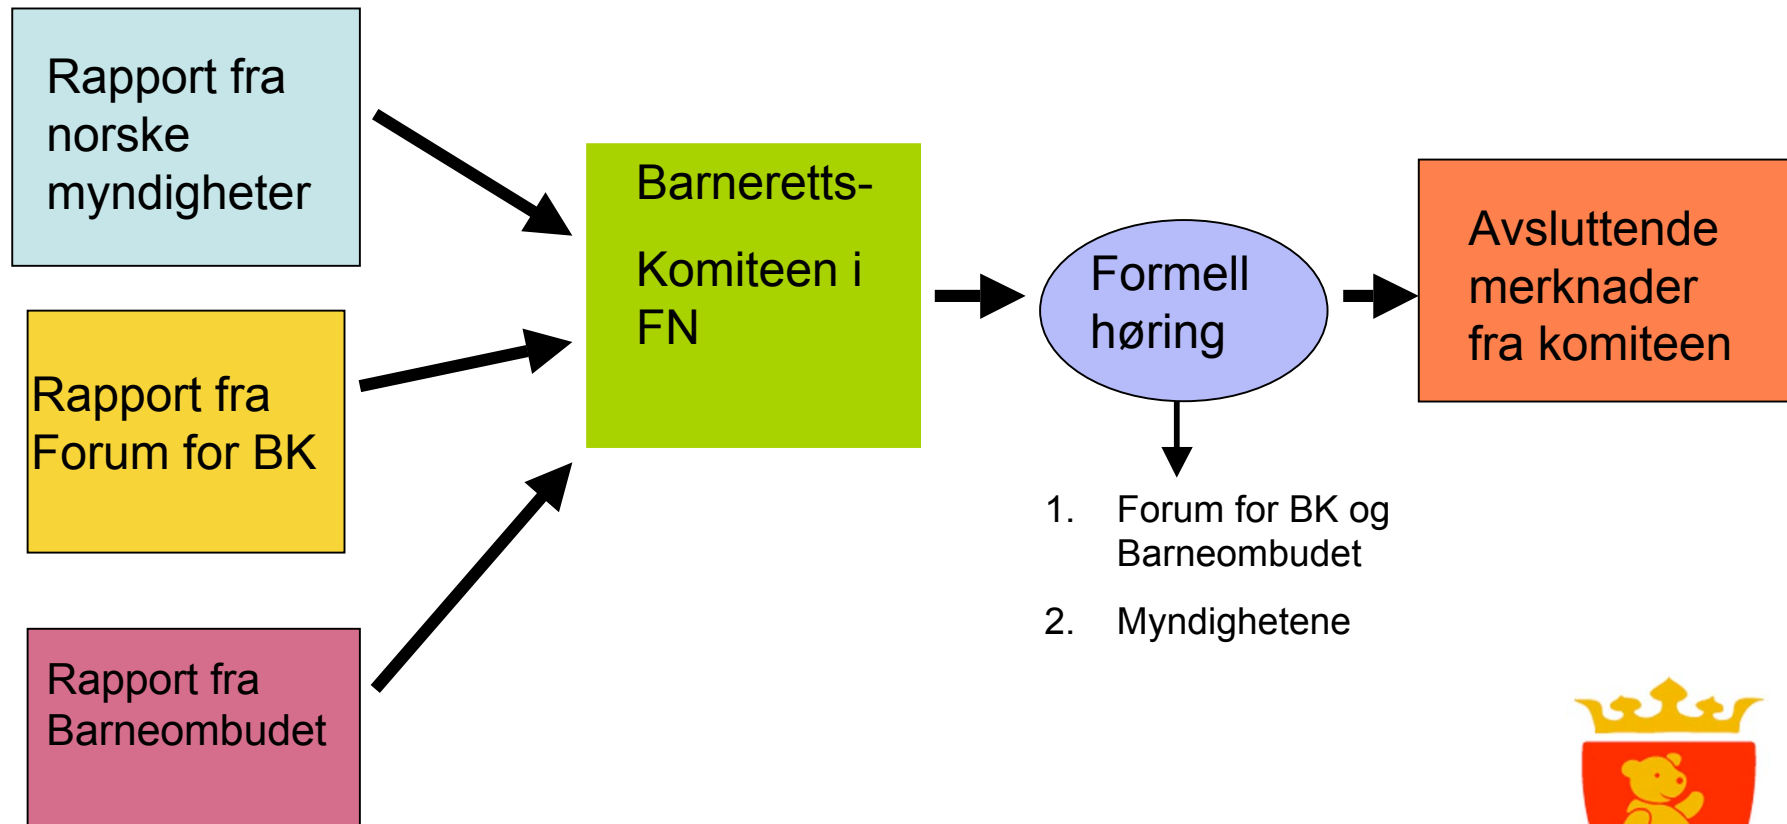 Rapport fra
norske
myndigheter
Rapport fra
Forum for BK
Rapport fra
Barneombudet
Barneretts-
Komiteen i
FN
Formell
høring
1. Forum for BK og
Barneombudet
2. Myndighetene
Avsluttende
merknader
fra komiteen